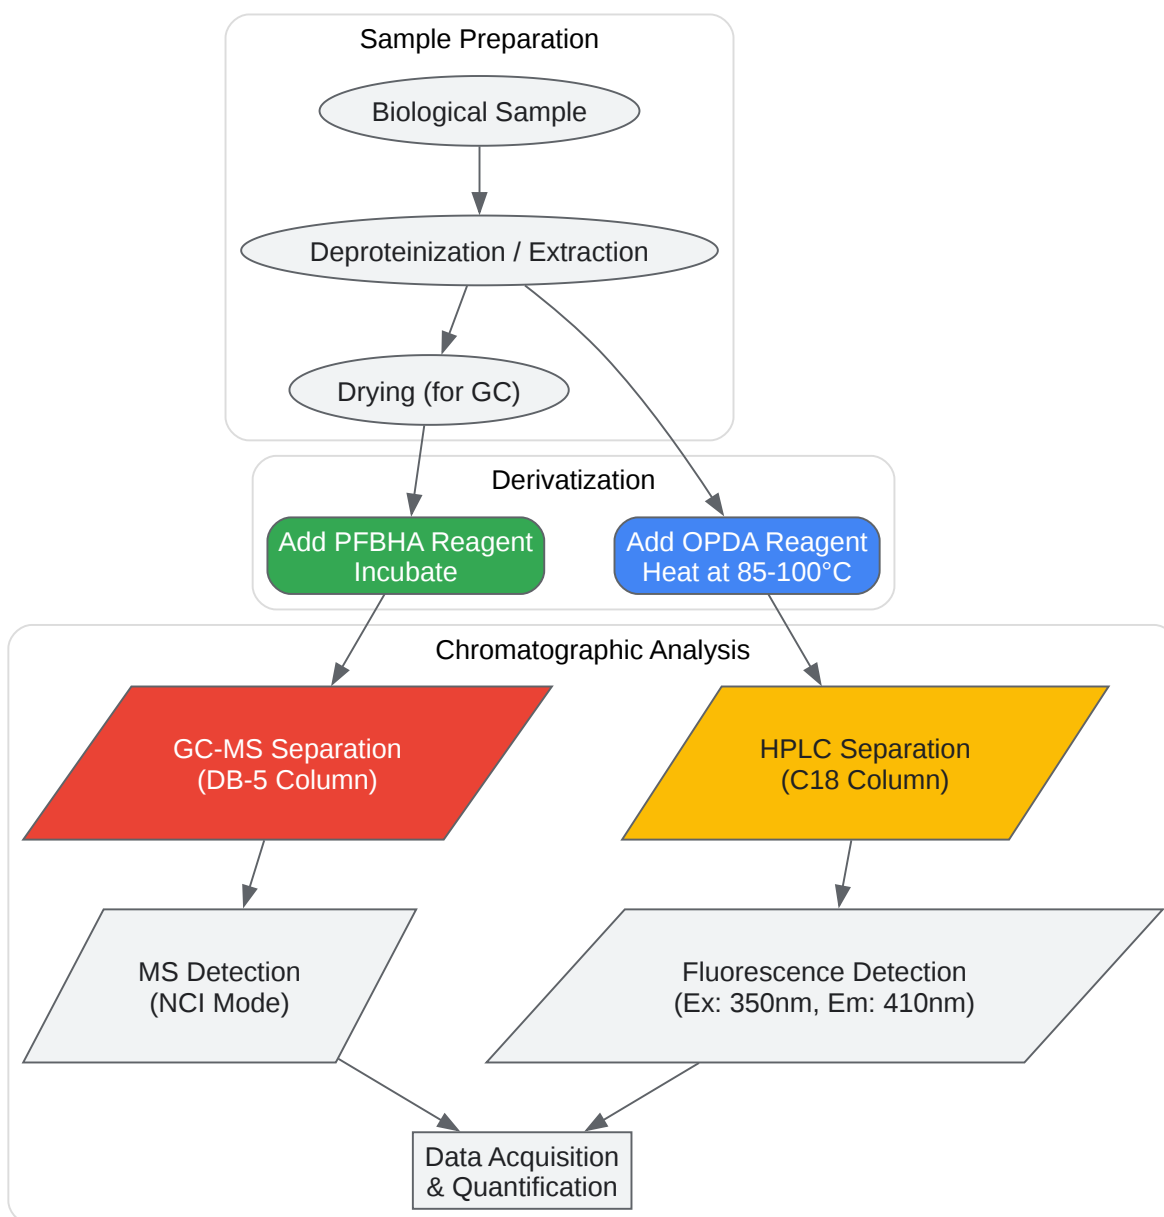 Sample Preparation
Biological Sample
Deproteinization / Extraction
Drying (for GC)
Derivatization
Add PFBHA Reagent
Incubate
Add OPDA Reagent
Heat at 85-100°C
Chromatographic Analysis
GC-MS Separation
(DB-5 Column)
HPLC Separation
(C18 Column)
MS Detection
(NCI Mode)
Fluorescence Detection
(Ex: 350nm, Em: 410nm)
Data Acquisition
& Quantification